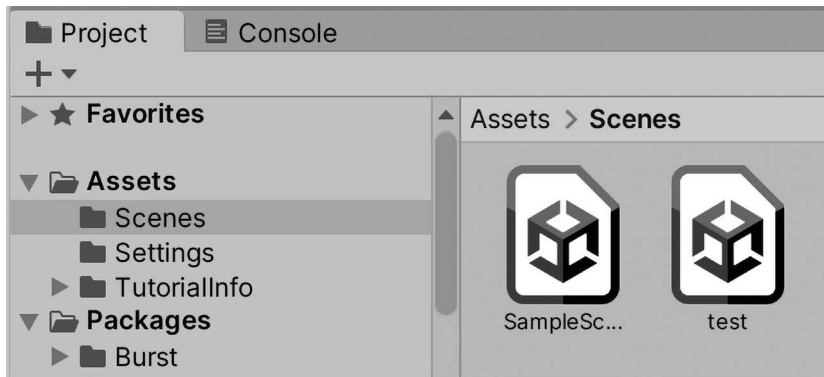 Project
Console
Favorites
Assets
Scenes
Settings
TutorialInfo
Packages
Burst
Assets > Scenes
SampleSc...
test